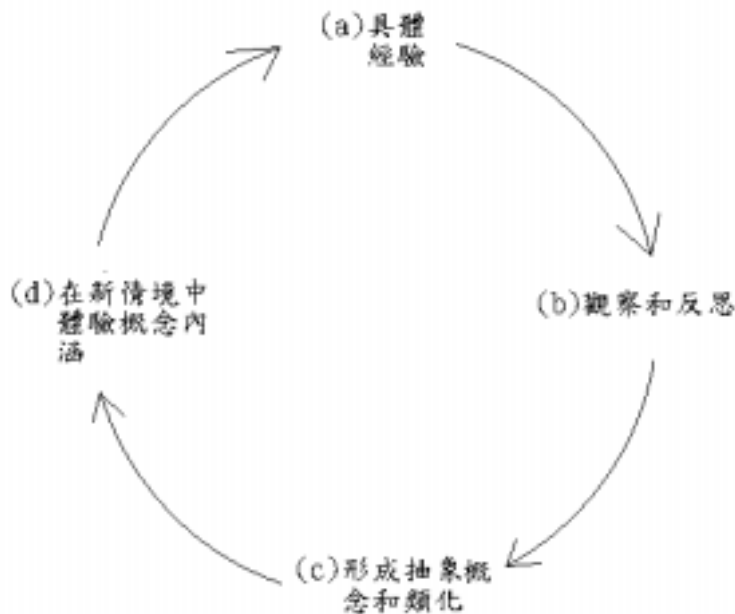 (a)具體
經驗
(b)觀察和反思
(c)形成抽象概
念和類化
(d)在新情境中
體驗概念內
涵